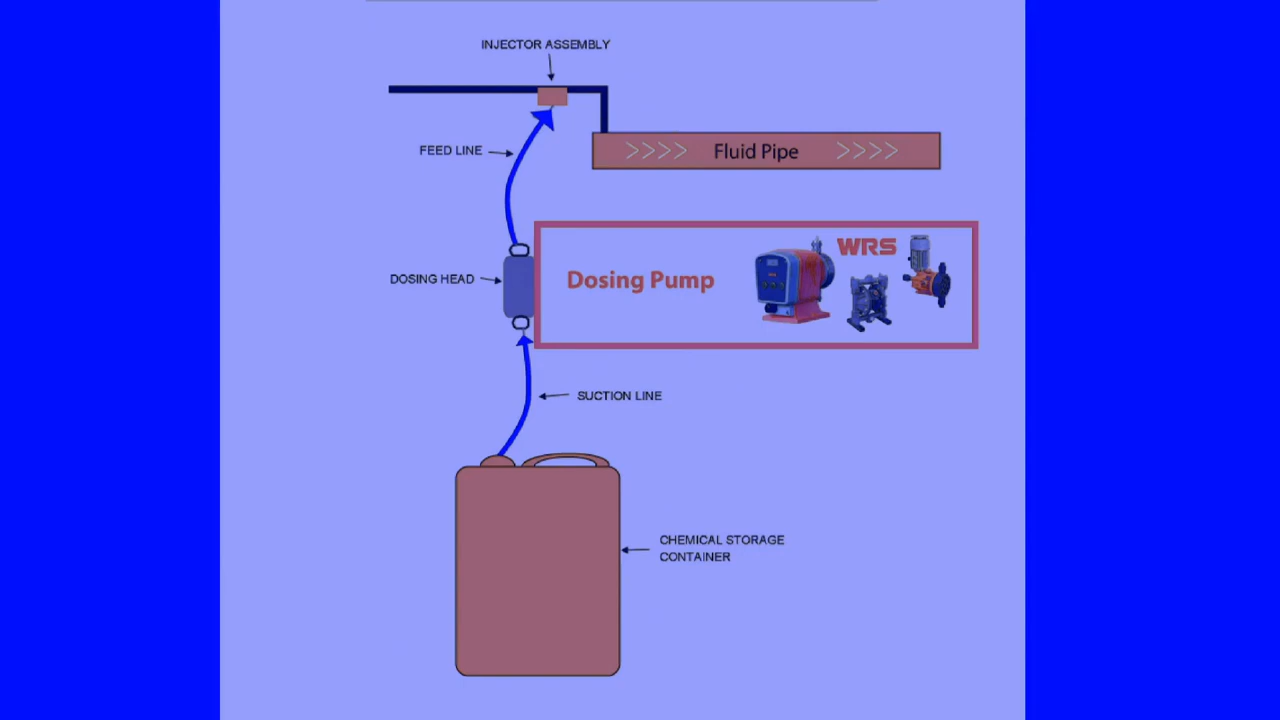 INJECTOR ASSEMBLY
FEED LINE
>>>> Fluid Pipe >>>>
WRS
DOSING HEAD
Dosing Pump
SUCTION LINE
CHEMICAL STORAGE
CONTAINER